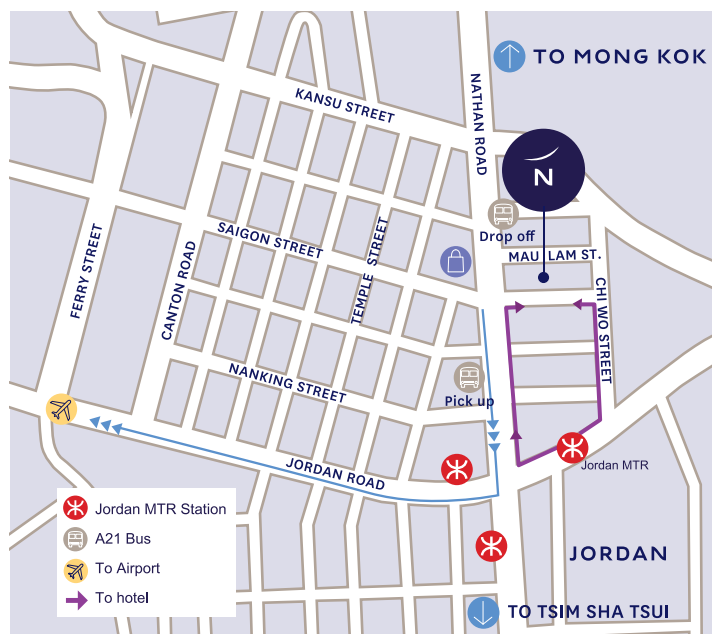 TO MONG KOK
KANSU STREET
NATHAN ROAD
N
Drop off
MAU LAM ST.
SAIGON STREET
TEMPLE STREET
FERRY STREET
CANTON ROAD
CHI WO STREET
NANKING STREET
Pick up
JORDAN ROAD
Jordan MTR
Jordan MTR Station
A21 Bus
To Airport
To hotel
JORDAN
TO TSIM SHA TSUI